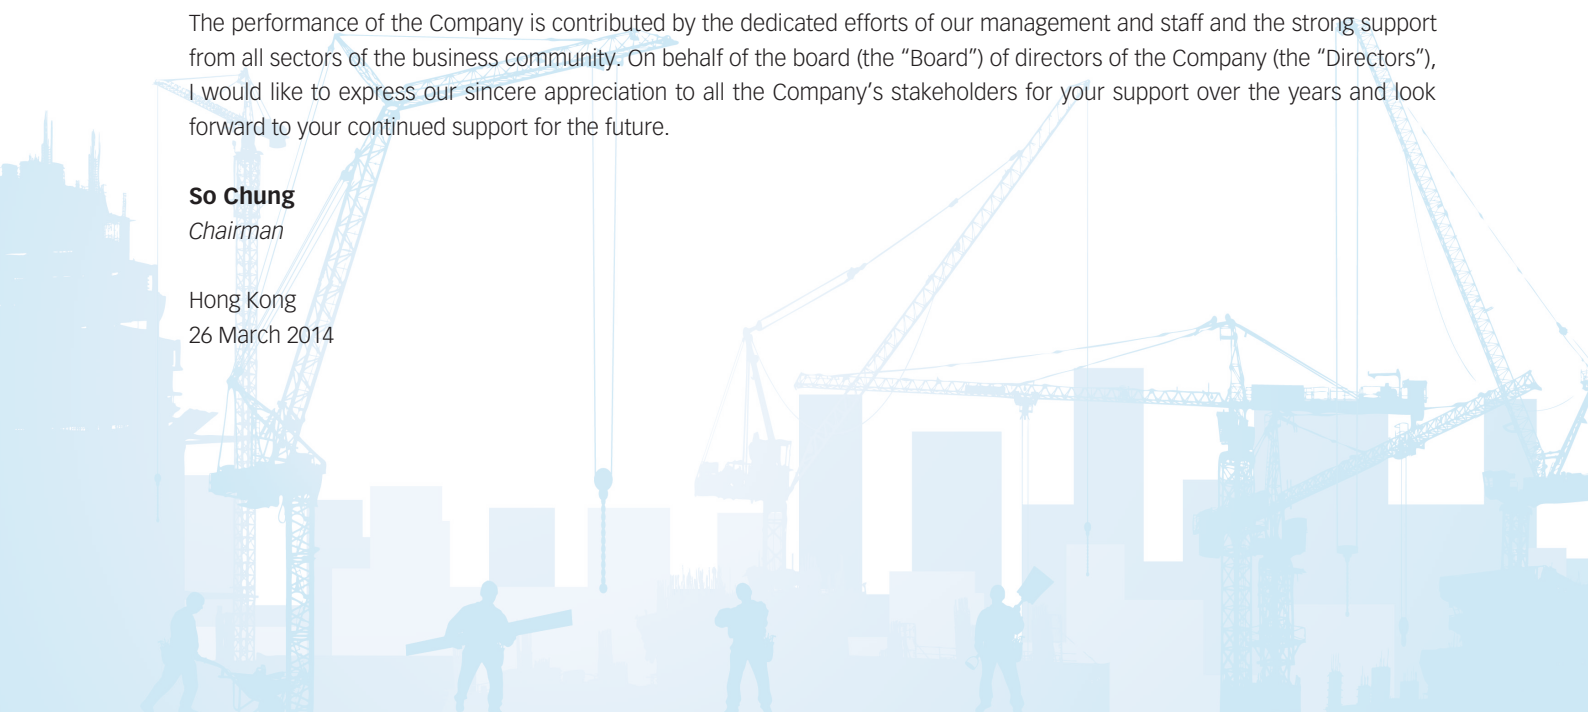 The performance of the Company is contributed by the dedicated efforts of our management and staff and the strong support
from all sectors of the business community. On behalf of the board (the “Board”) of directors of the Company (the “Directors”),
I would like to express our sincere appreciation to all the Company’s stakeholders for your support over the years and look
forward to your continued support for the future.
So Chung
Chairman
Hong Kong
26 March 2014